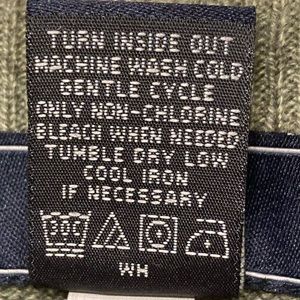 TURN INSIDE OUT
MACHINE WASH COLD
GENTLE CYCLE
ONLY NON-CHLORINE
BLEACH WHEN NEEDED
TUMBLE DRY LOW
COOL IRON
IF NECESSARY
30C
WH